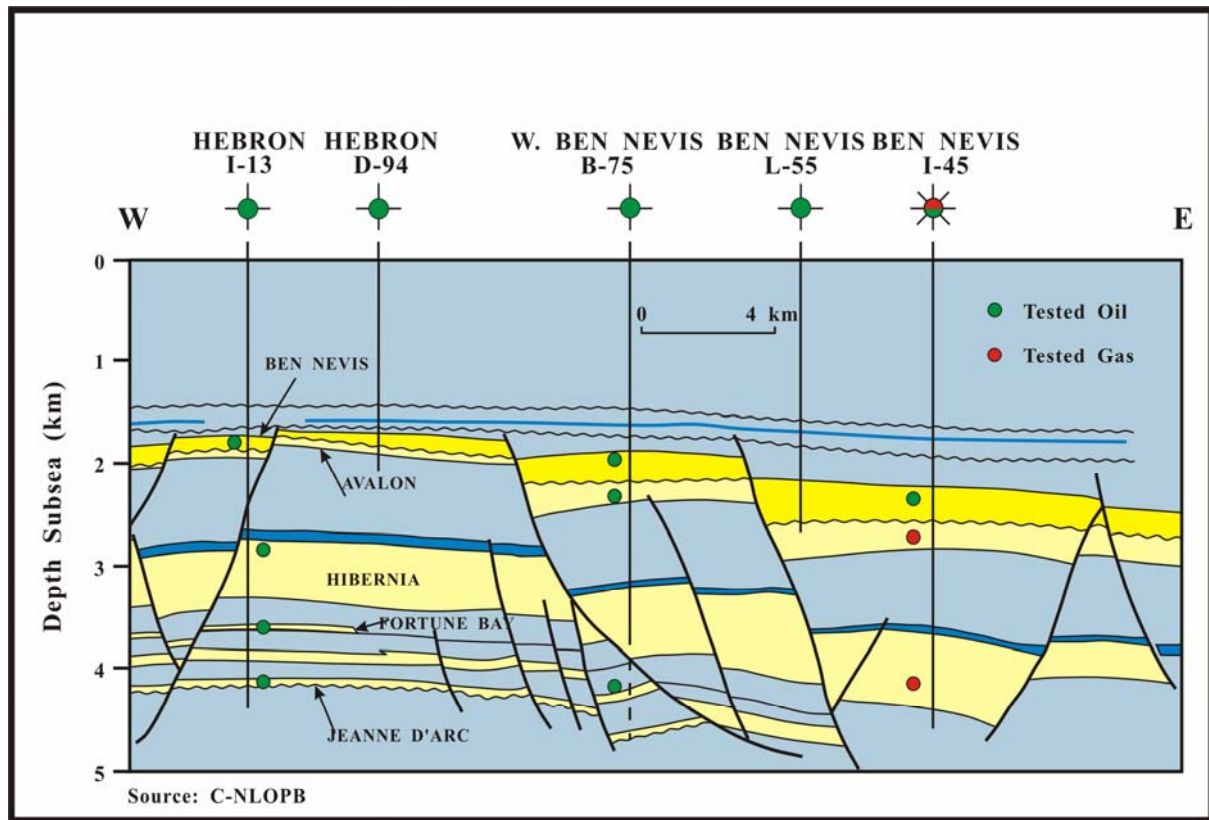 HEBRON HEBRON W. BEN NEVIS BEN NEVIS BEN NEVIS
I-13 D-94 B-75 L-55 I-45
W E
0
0 4 km
Tested Oil
1
Tested Gas
BEN NEVIS
2
AVALON
3
HIBERNIA
FORTUNE BAY
4
JEANNE D'ARC
5
Depth Subsea (km)
Source: C-NLOPB